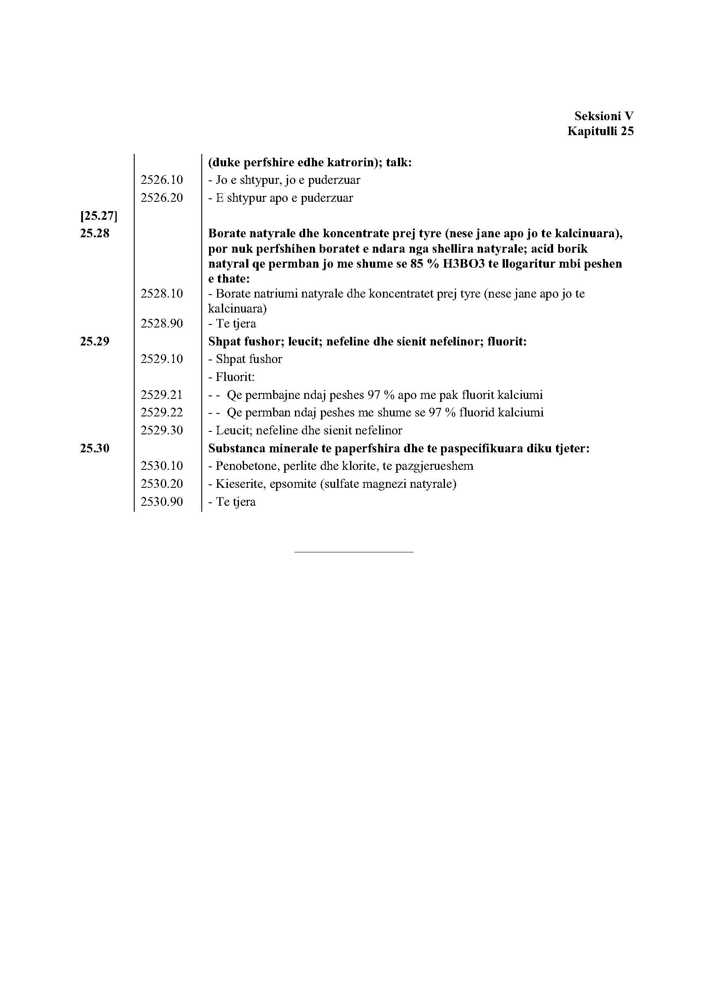 Seksioni V
Kapitulli 25
(duke perfshire edhe katrorin); talk:
2526.10 - Jo e shtypur, jo e puderzuar
2526.20 - E shtypur apo e puderzuar
[25.27]
25.28 Borate natyrale dhe koncentrate prej tyre (nese jane apo jo te kalcinuara),
por nuk perfshihen boratet e ndara nga shellira natyrale; acid borik
natyral qe permban jo me shume se 85 % H3BO3 te llogaritur mbi peshen
e thate:
2528.10 - Borate natriumi natyrale dhe koncentratet prej tyre (nese jane apo jo te
kalcinuara)
2528.90 - Te tjera
25.29 Shpat fushor; leucit; nefeline dhe sienit nefelinor; fluorit:
2529.10 - Shpat fushor
- Fluorit:
2529.21 - - Qe permbajne ndaj peshes 97 % apo me pak fluorit kalciumi
2529.22 - - Qe permban ndaj peshes me shume se 97 % fluorid kalciumi
2529.30 - Leucit; nefeline dhe sienit nefelinor
25.30 Substanca minerale te paperfshira dhe te paspecifikuara diku tjeter:
2530.10 - Penobetone, perlite dhe klorite, te pazgjerueshem
2530.20 - Kieserite, epsomite (sulfate magnezi natyrale)
2530.90 - Te tjera